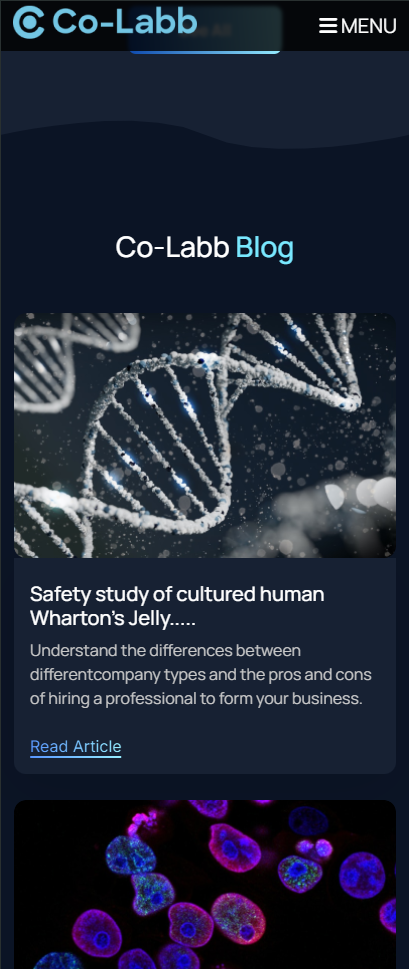 Co-Labb
MENU
Co-Labb Blog
Safety study of cultured human
Wharton's Jelly.....
Understand the differences between
differentcompany types and the pros and cons
of hiring a professional to form your business.
Read Article